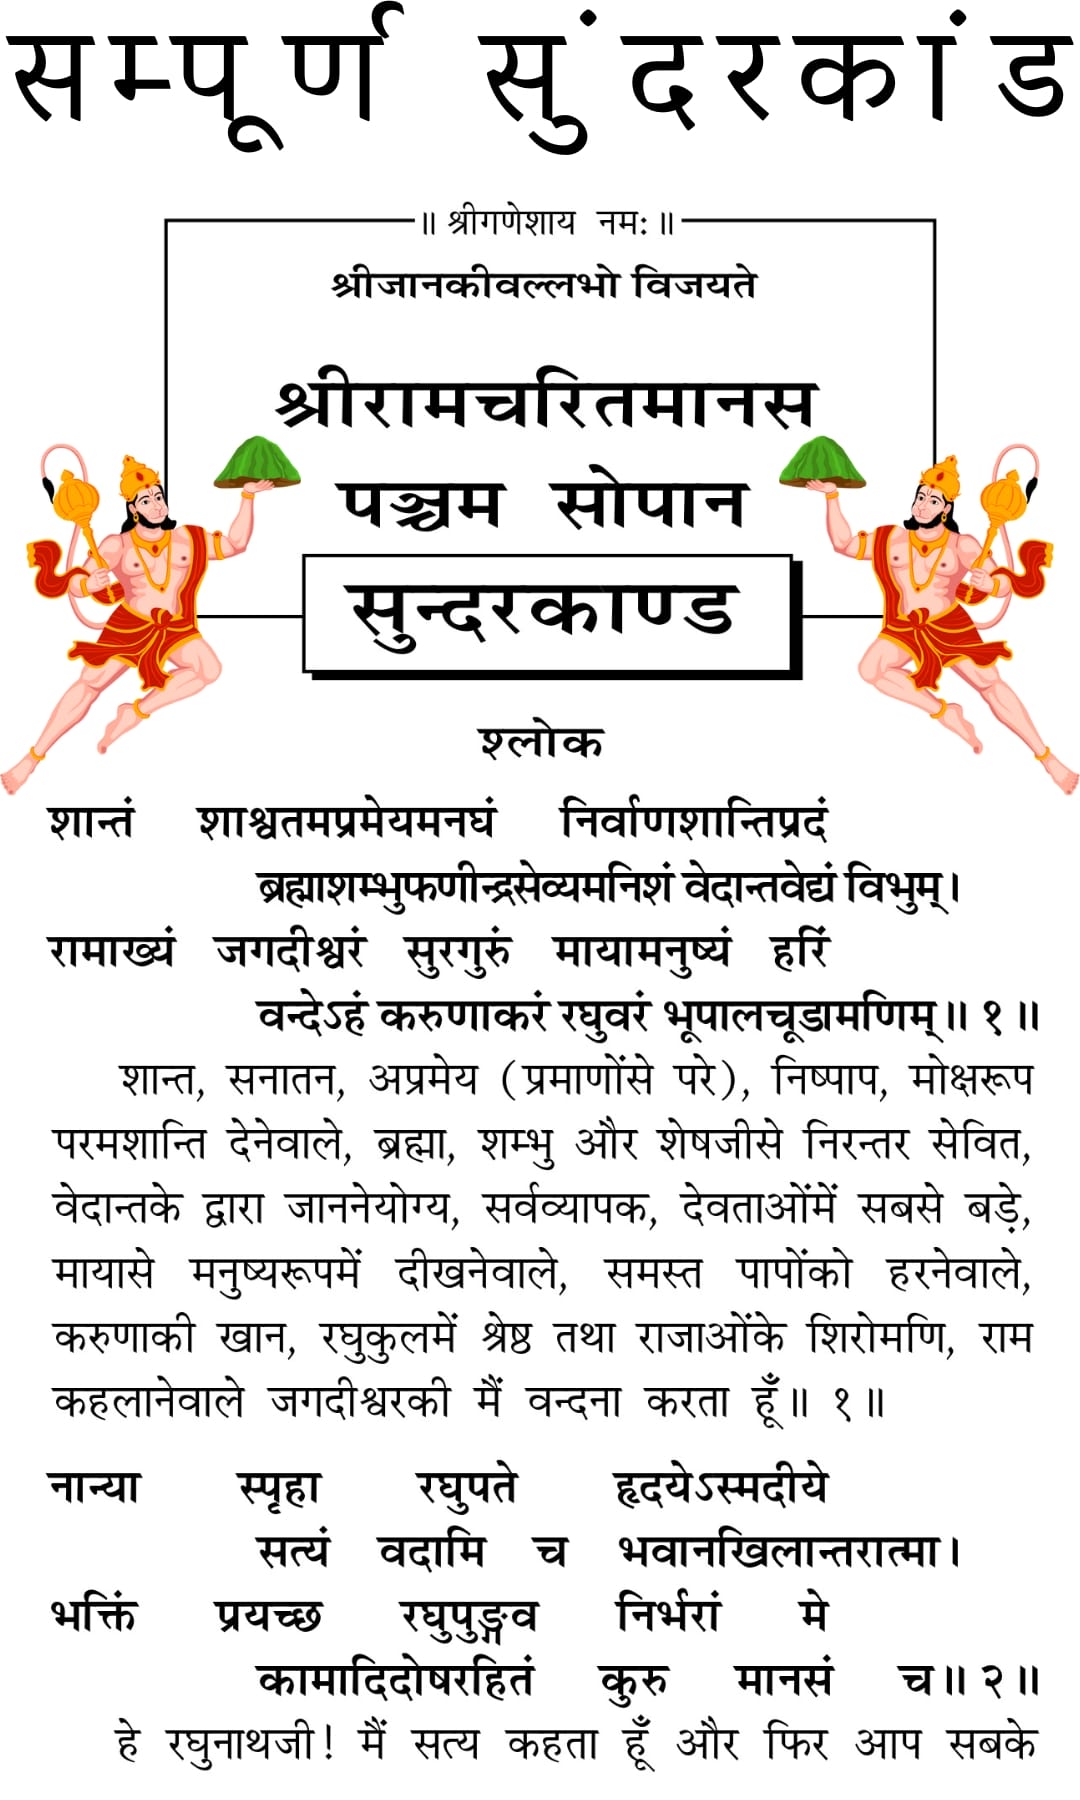 सम्पूर्ण सुंदरकांड
॥ श्रीगणेशाय नमः ॥
श्रीजानकीवल्लभो विजयते
श्रीरामचरितमानस
पञ्चम सोपान
सुन्दरकाण्ड
श्लोक
शान्तं शाश्वतमप्रमेयमनघं निर्वाणशान्तिप्रदं
ब्रह्माशम्भुफणीन्द्रसेव्यमनिशं वेदान्तवेद्यं विभुम्।
रामाख्यं जगदीश्वरं सुरगुरुं मायामनुष्यं हरिं
वन्देऽहं करुणाकरं रघुवरं भूपालचूडामणिम्॥ १ ॥
शान्त, सनातन, अप्रमेय (प्रमाणोंसे परे), निष्पाप, मोक्षरूप
परमशान्ति देनेवाले, ब्रह्मा, शम्भु और शेषजीसे निरन्तर सेवित,
वेदान्तके द्वारा जाननेयोग्य, सर्वव्यापक, देवताओंमें सबसे बड़े,
मायासे मनुष्यरूपमें दीखनेवाले, समस्त पापोंको हरनेवाले,
करुणाकी खान, रघुकुलमें श्रेष्ठ तथा राजाओंके शिरोमणि, राम
कहलानेवाले जगदीश्वरकी मैं वन्दना करता हूँ॥ १ ॥
नान्या स्पृहा रघुपते हृदयेऽस्मदीये
सत्यं वदामि च भवानखिलान्तरात्मा।
भक्तिं प्रयच्छ रघुपुङ्गव निर्भरां मे
कामादिदोषरहितं कुरु मानसं च॥ २ ॥
हे रघुनाथजी! मैं सत्य कहता हूँ और फिर आप सबके